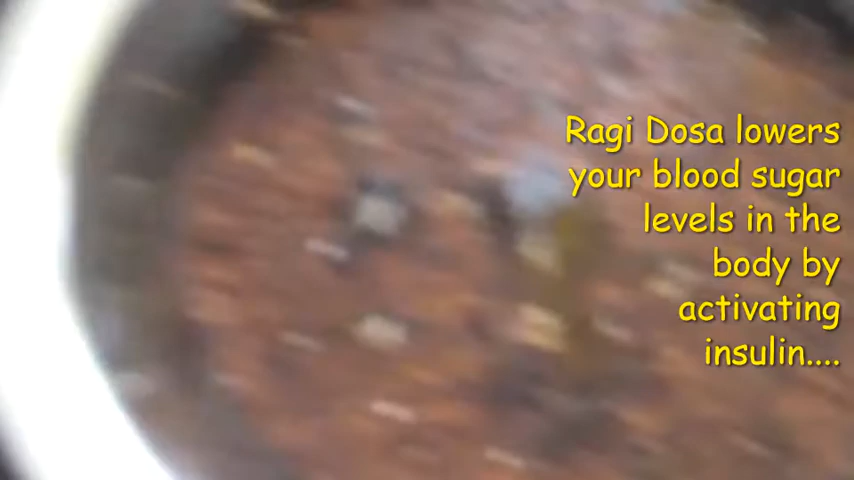 Ragi Dosa lowers
your blood sugar
levels in the
body by
activating
insulin....